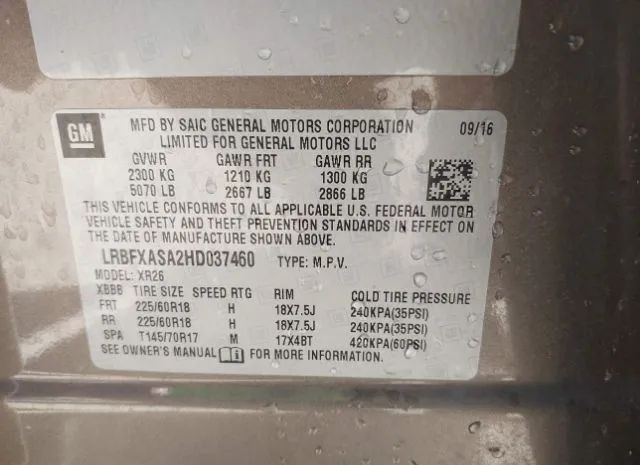 GM
MFD BY SAIC GENERAL MOTORS CORPORATION 09/16
LIMITED FOR GENERAL MOTORS LLC
GVWR GAWR FRT GAWR RR
2300 KG 1210 KG 1300 KG
5070 LB 2667 LB 2866 LB
THIS VEHICLE CONFORMS TO ALL APPLICABLE U.S. FEDERAL MOTOR
VEHICLE SAFETY AND THEFT PREVENTION STANDARDS IN EFFECT ON
DATE OF MANUFACTURE SHOWN ABOVE.
LRBFXASA2HD037460 TYPE: M.P.V.
MODEL: XR26
XBBB TIRE SIZE SPEED RTG RIM COLD TIRE PRESSURE
FRT 225/60R18 H 18X7.5J 240KPA(35PSI)
RR 225/60R18 H 18X7.5J 240KPA(35PSI)
SPA T145/70R17 M 17X4BT 420KPA(60PSI)
SEE OWNER'S MANUAL FOR MORE INFORMATION.